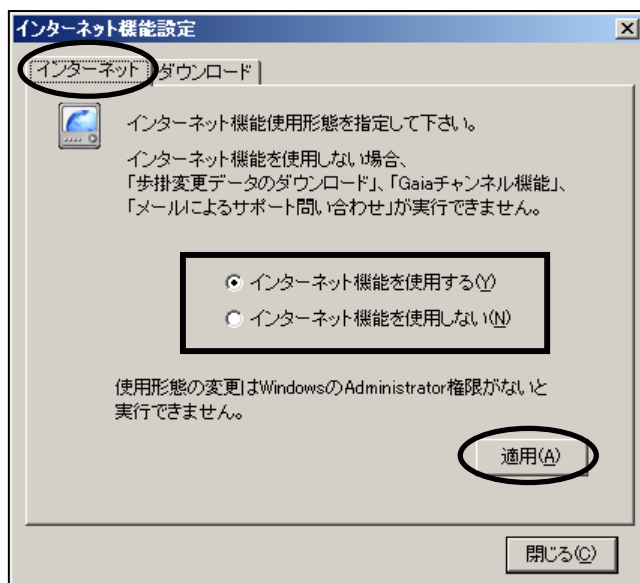 インターネット機能設定
インターネット ダウンロード
インターネット機能使用形態を指定して下さい。
インターネット機能を使用しない場合、
「歩掛変更データのダウンロード」、「Gaiaチャンネル機能」、
「メールによるサポート問い合わせ」が実行できません。
インターネット機能を使用する(Y)
インターネット機能を使用しない(N)
使用形態の変更はWindowsのAdministrator権限がないと
実行できません。
適用(A)
閉じる(C)